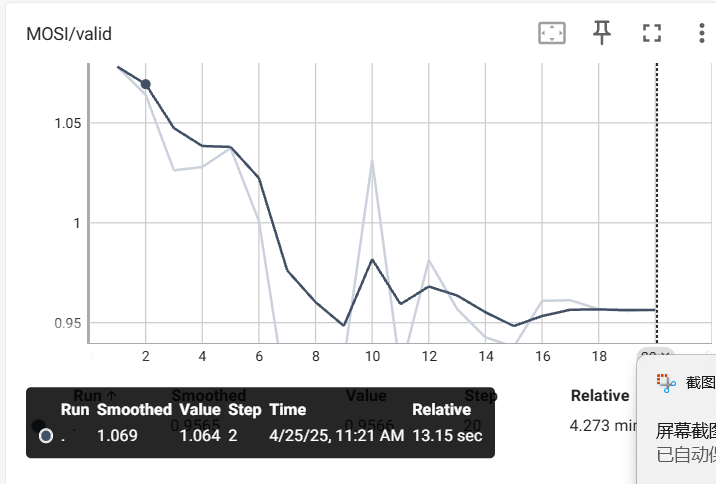 MOSI/valid
1.05
1
0.95
2 4 6 8 10 12 14 16 18 20
Run ↑ Smoothed Value Step Relative
. 0.9565 0.9566 20 4.273 min
Run Smoothed Value Step Time Relative
. 1.069 1.064 2 4/25/25, 11:21 AM 13.15 sec
截图
屏幕截图
已自动保